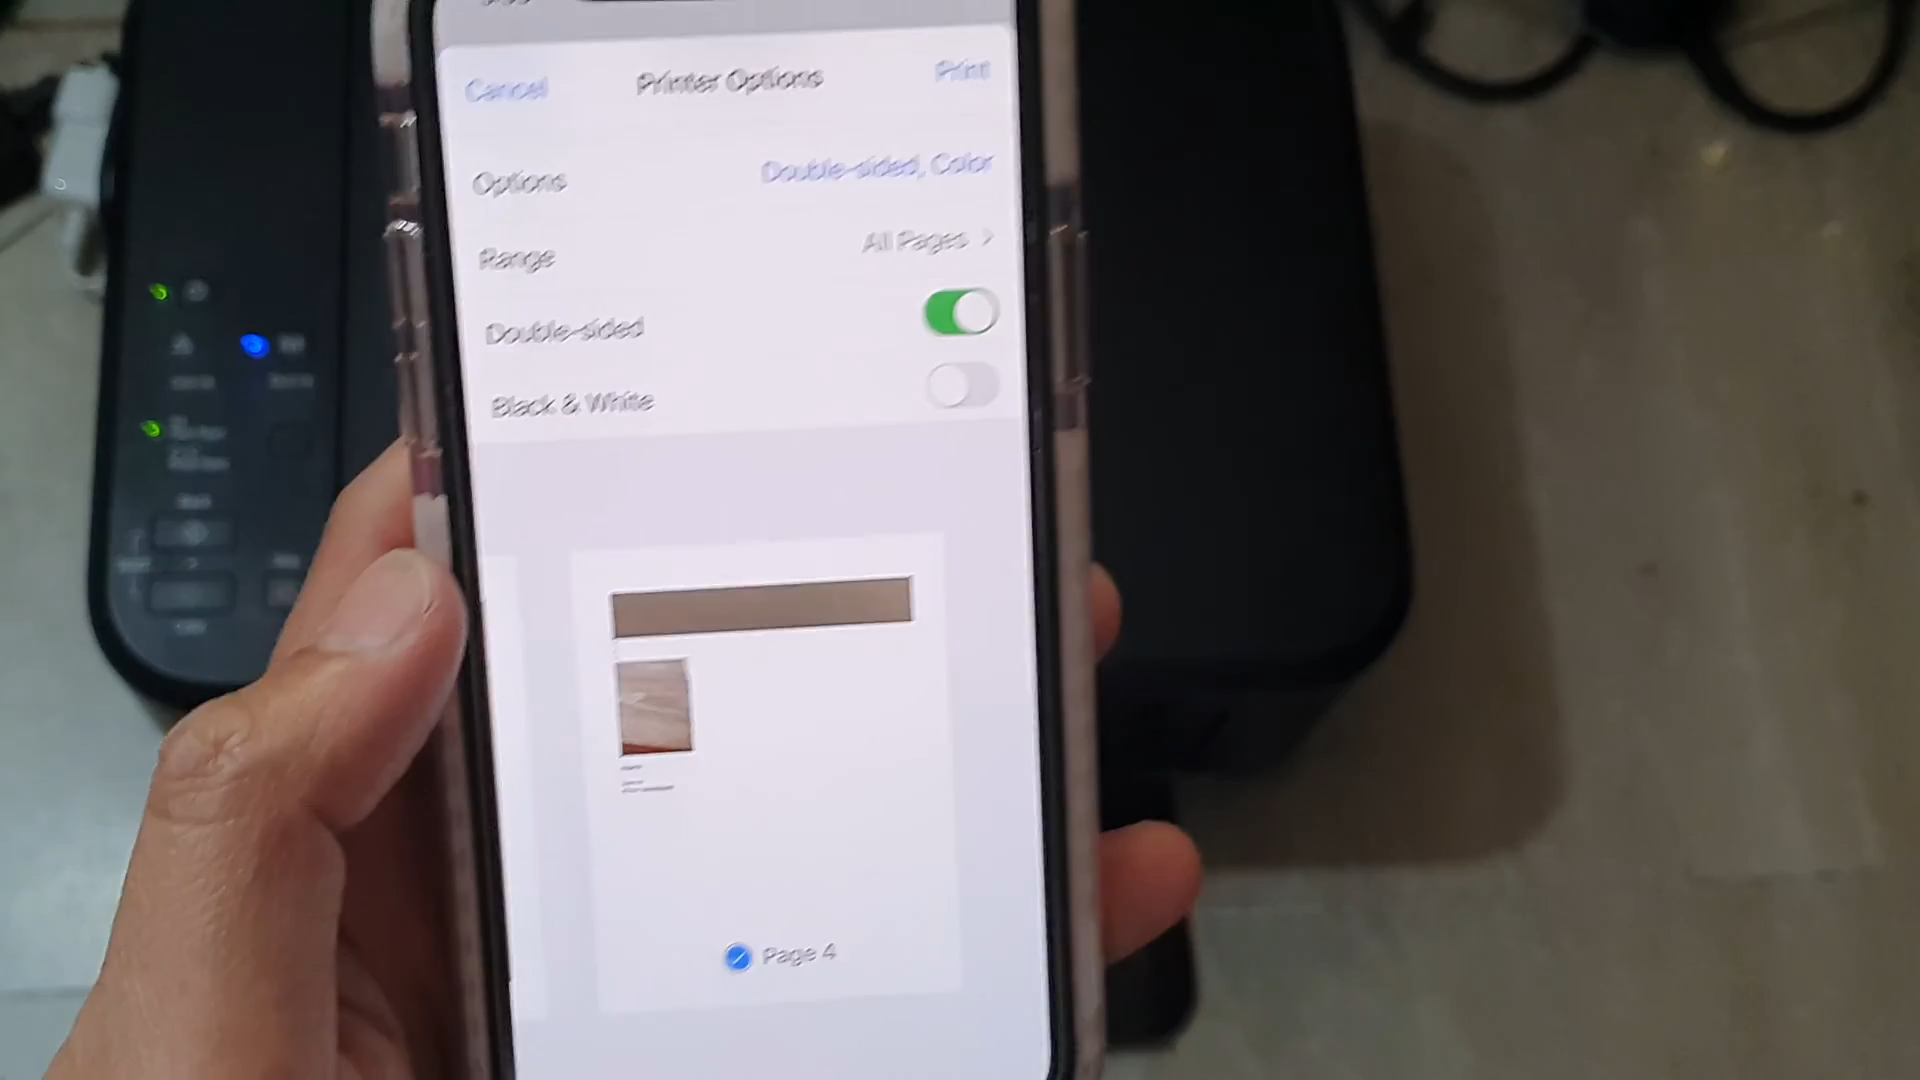 Cancel Printer Options Print
Options Double-sided, Color
Range All Pages >
Double-sided
Black & White
Page 4